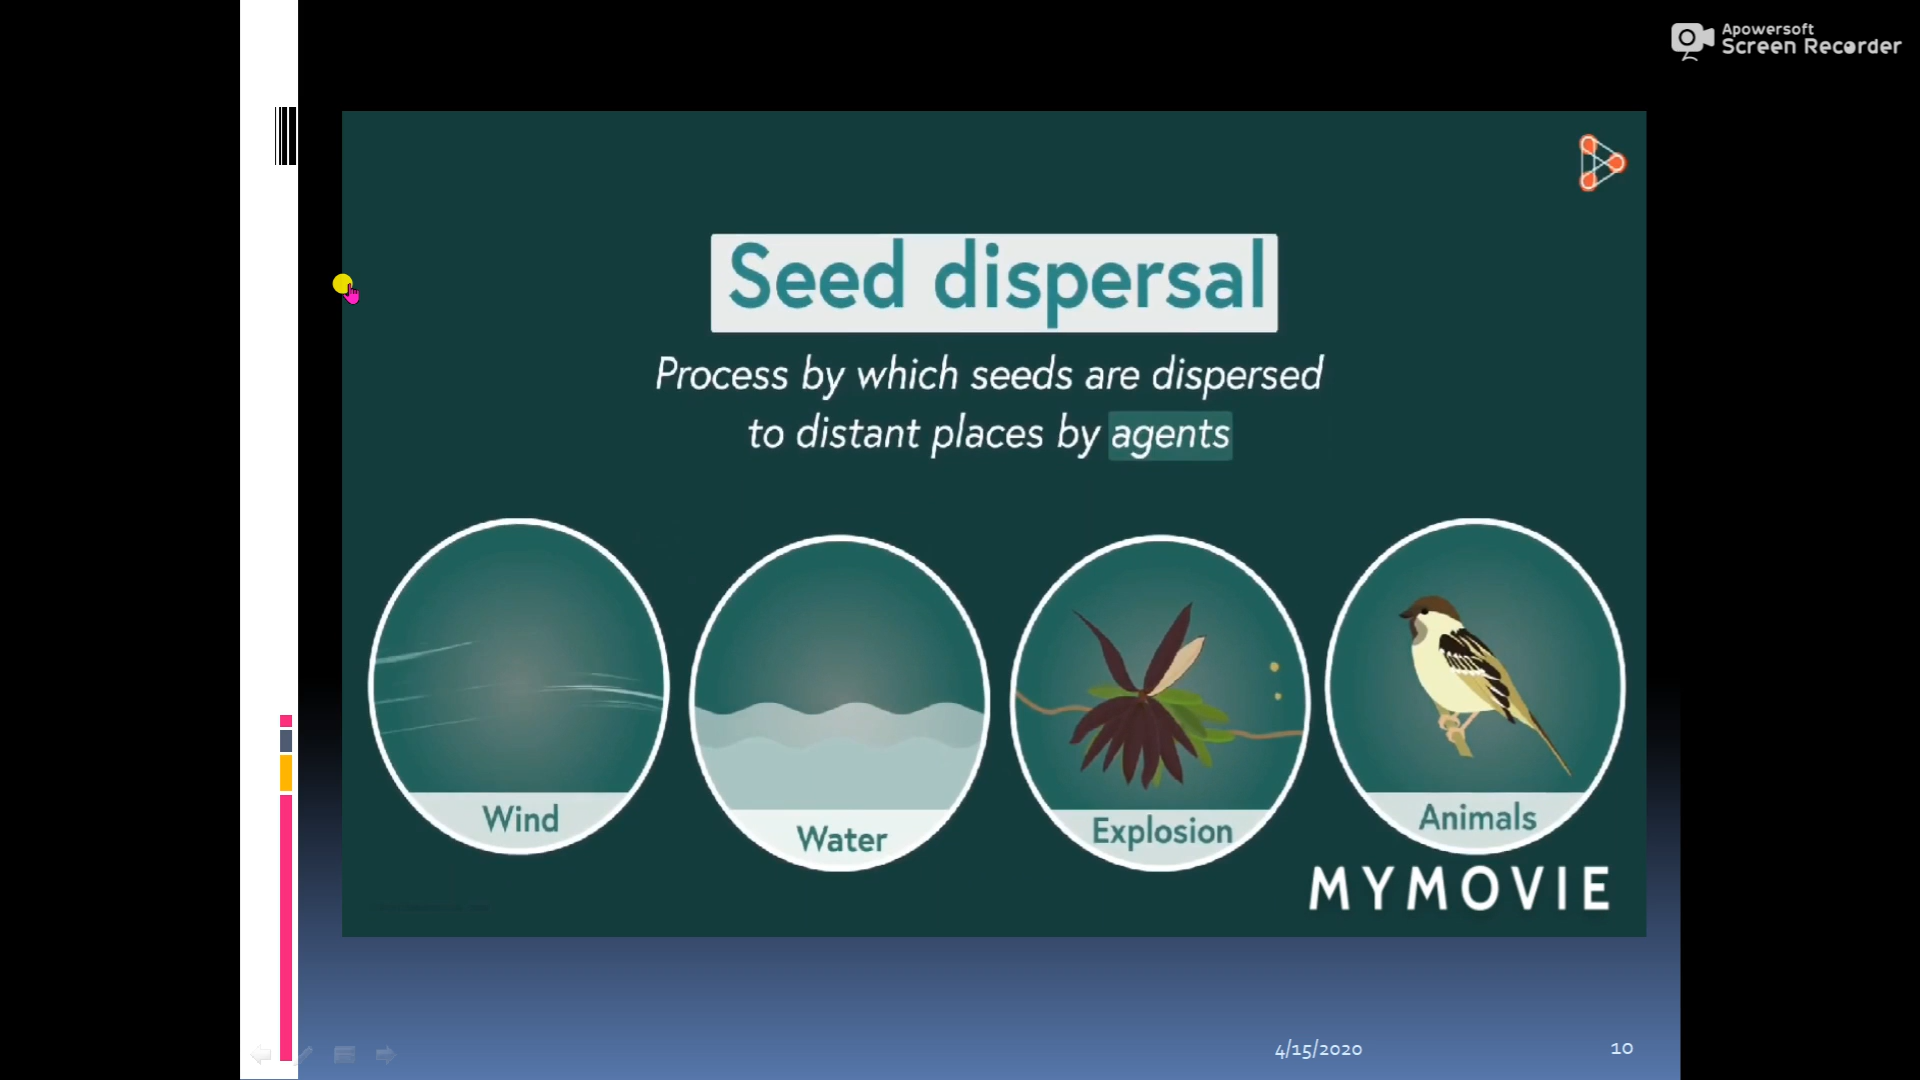 Apowersoft
Screen Recorder
Seed dispersal
Process by which seeds are dispersed
to distant places by agents
Wind
Water
Explosion
Animals
MYMOVIE
4/15/2020
10